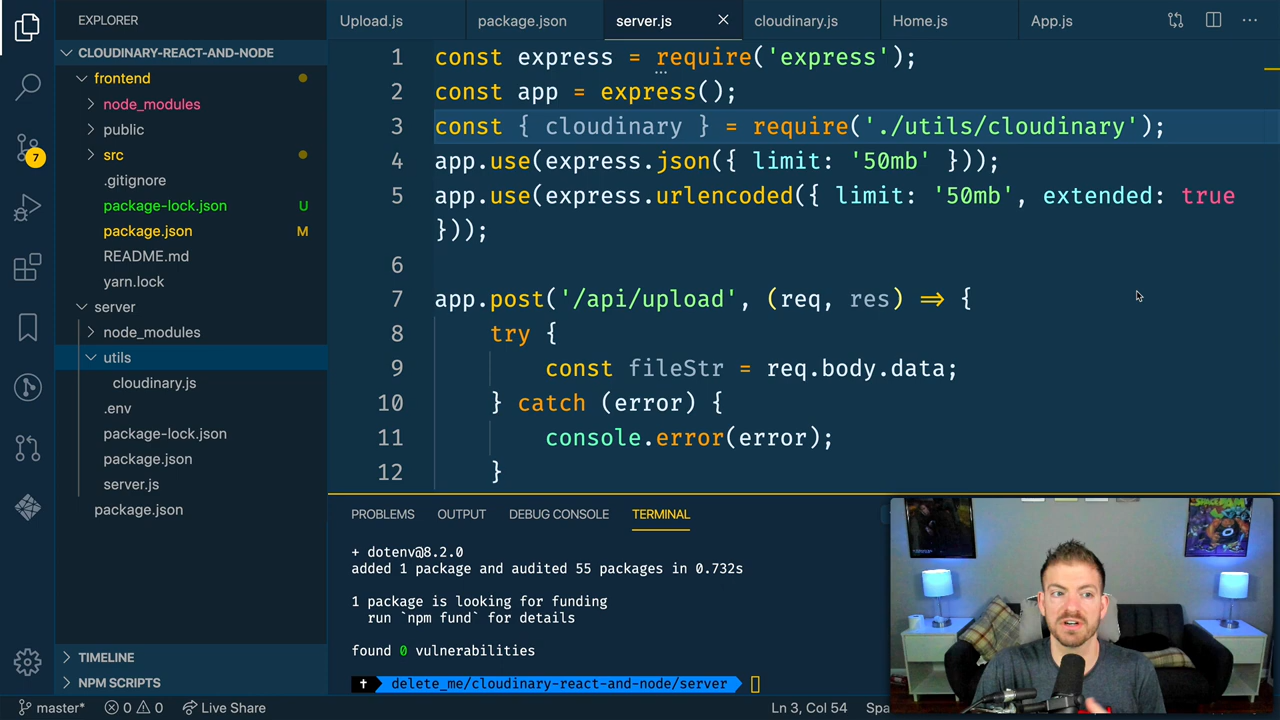 EXPLORER
CLOUDINARY-REACT-AND-NODE
frontend
node_modules
public
src
.gitignore
package-lock.json U
package.json M
README.md
yarn.lock
server
node_modules
utils
cloudinary.js
.env
package-lock.json
package.json
server.js
package.json
TIMELINE
NPM SCRIPTS
7
Upload.js package.json server.js cloudinary.js Home.js App.js
1 const express = require('express');
2 const app = express();
3 const { cloudinary } = require('./utils/cloudinary');
4 app.use(express.json({ limit: '50mb' }));
5 app.use(express.urlencoded({ limit: '50mb', extended: true
}));
6
7 app.post('/api/upload', (req, res) => {
8 try {
9 const fileStr = req.body.data;
10 } catch (error) {
11 console.error(error);
12 }
PROBLEMS OUTPUT DEBUG CONSOLE TERMINAL
+ dotenv@8.2.0
added 1 package and audited 55 packages in 0.732s
1 package is looking for funding
run `npm fund` for details
found 0 vulnerabilities
delete_me/cloudinary-react-and-node/server
master* 0 0 Live Share Ln 3, Col 54